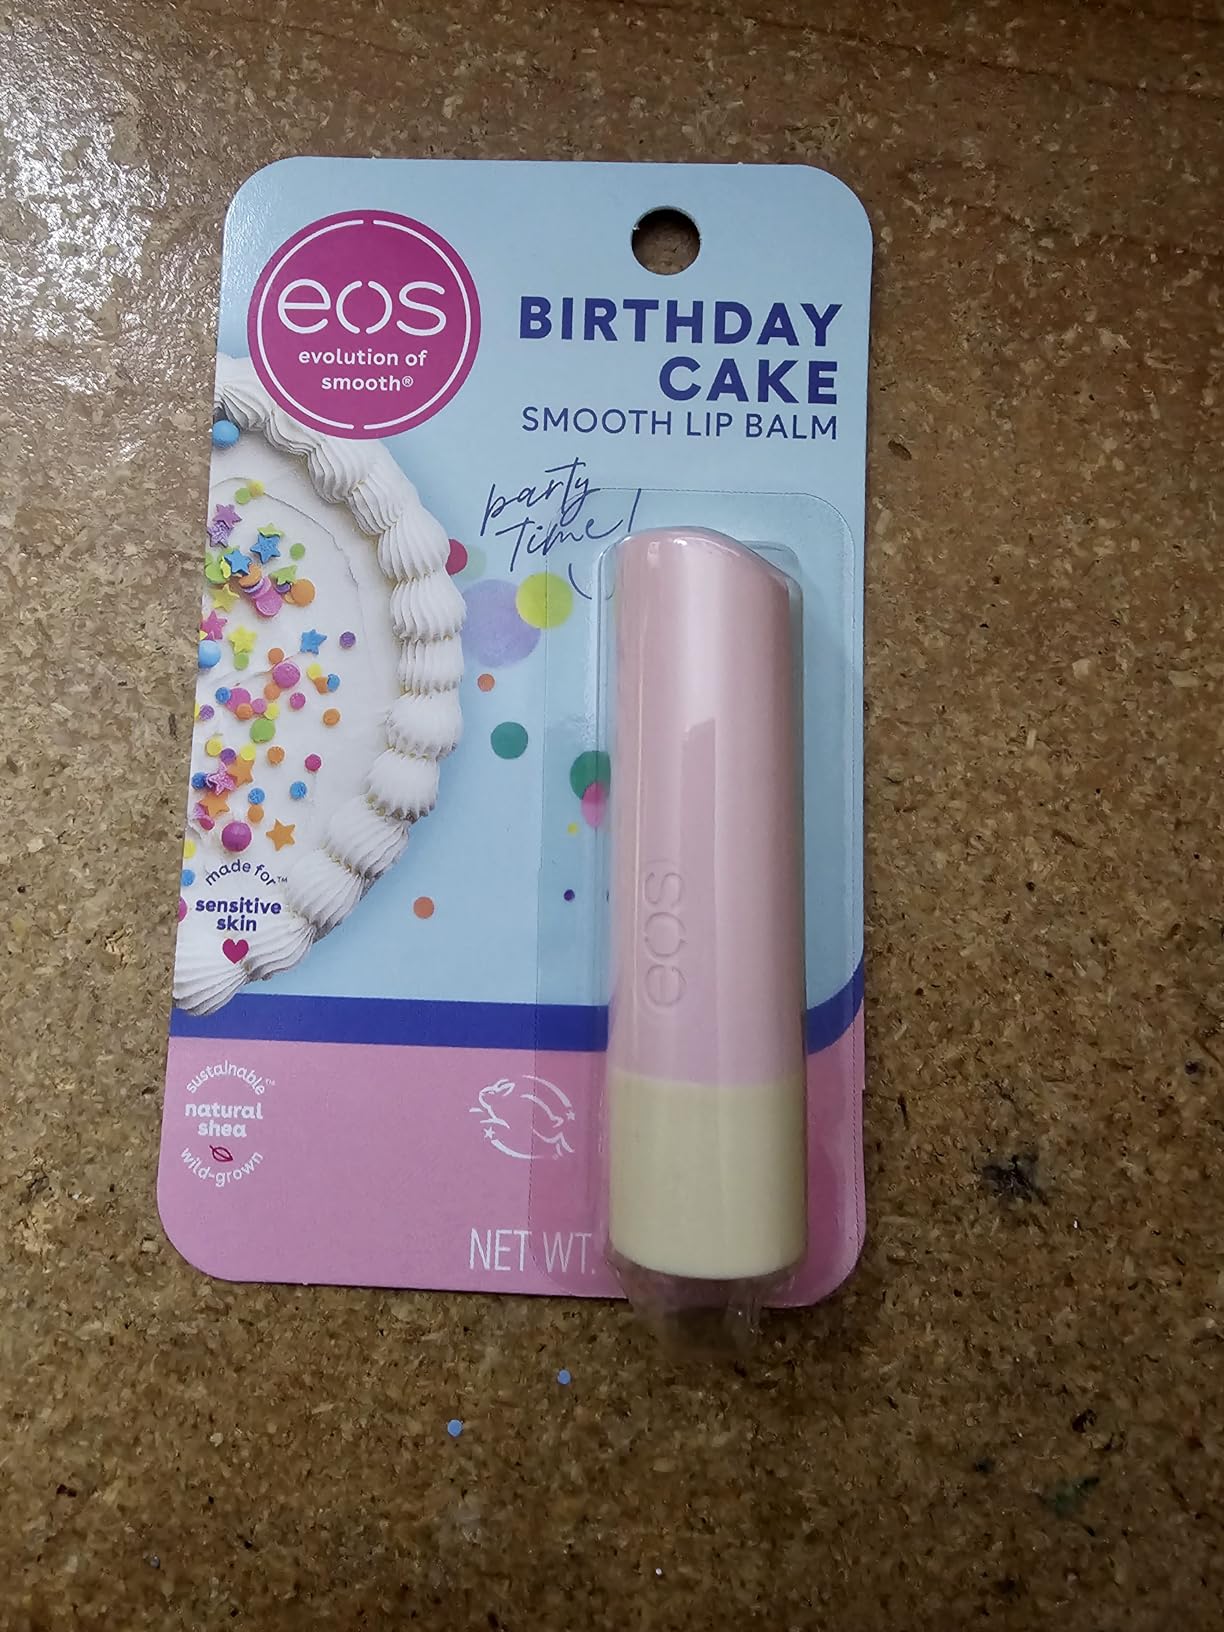 eos
evolution of
smooth®
BIRTHDAY
CAKE
SMOOTH LIP BALM
party
time!
made for™
sensitive
skin
eos
sustainable™
natural
shea
wild-grown
NET WT.